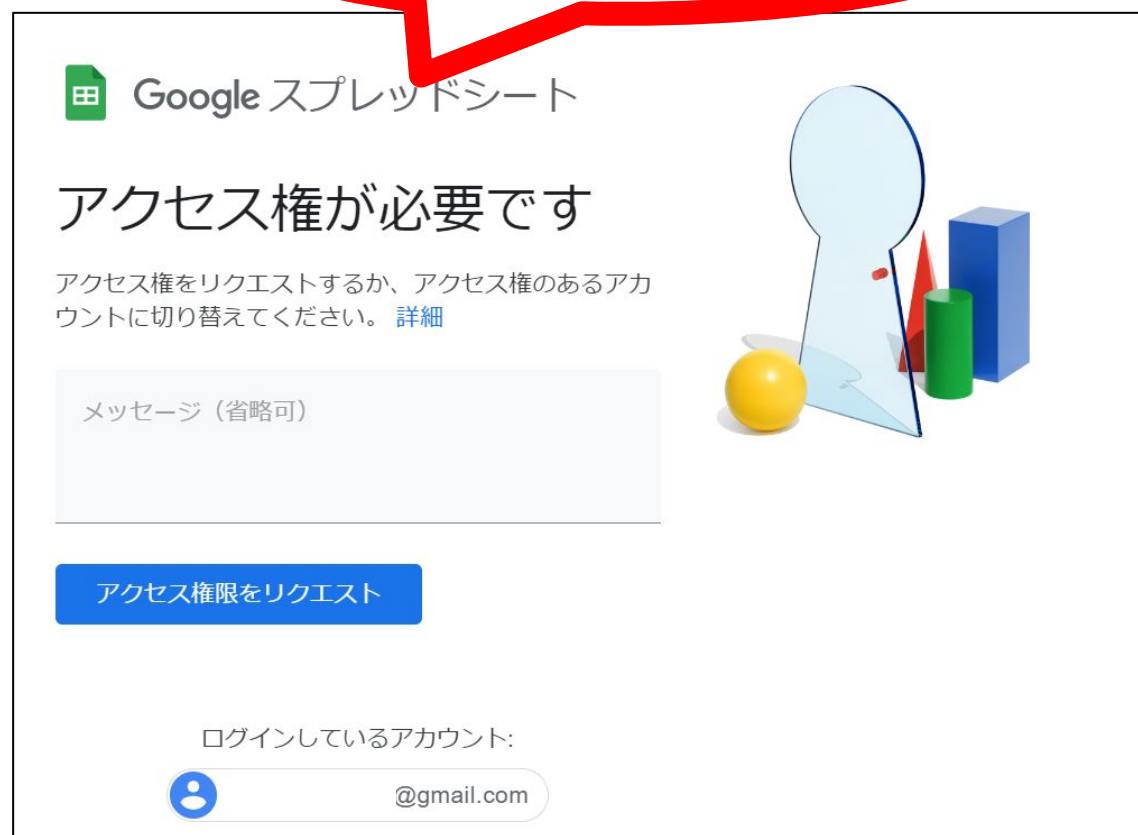 Google スプレッドシート
アクセス権が必要です
アクセス権をリクエストするか、アクセス権のあるアカ
ウントに切り替えてください。 詳細
メッセージ（省略可）
アクセス権限をリクエスト
ログインしているアカウント:
@gmail.com